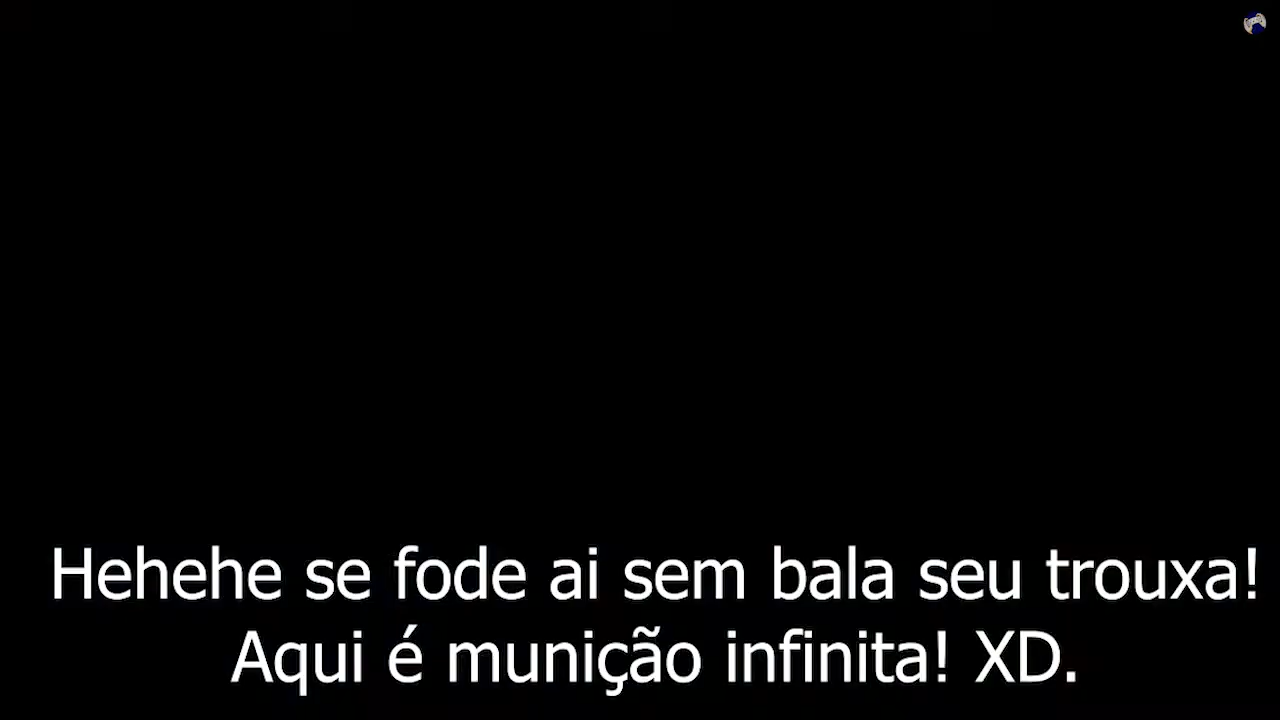 Hehehe se fode ai sem bala seu trouxa!
Aqui é munição infinita! XD.